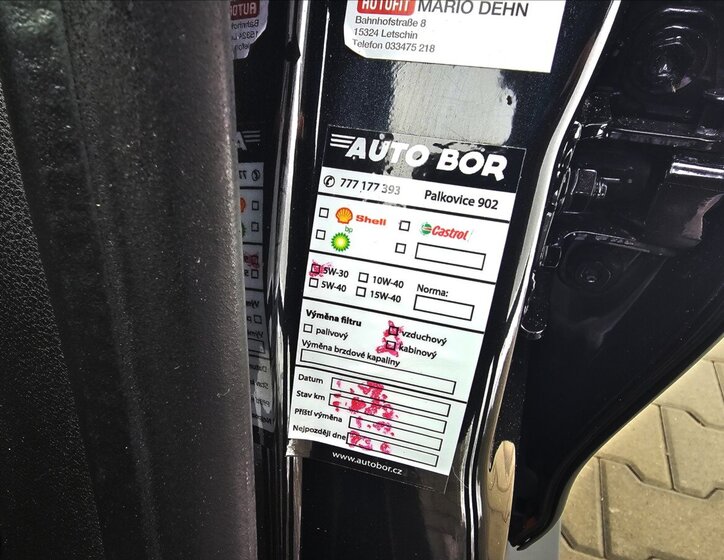 AUTOFIT MARIO DEHN
Bahnhofstraße 8
15324 Letschin
Telefon 033475 218
AUTO BOR
777 177 393 Palkovice 902
Shell Castrol
bp
5W-30 10W-40 Norma:
5W-40 15W-40
Výměna filtru
palivový vzduchový
kabinový
Výměna brzdové kapaliny
Datum
Stav km
Příští výměna
Nejpozději dne
www.autobor.cz